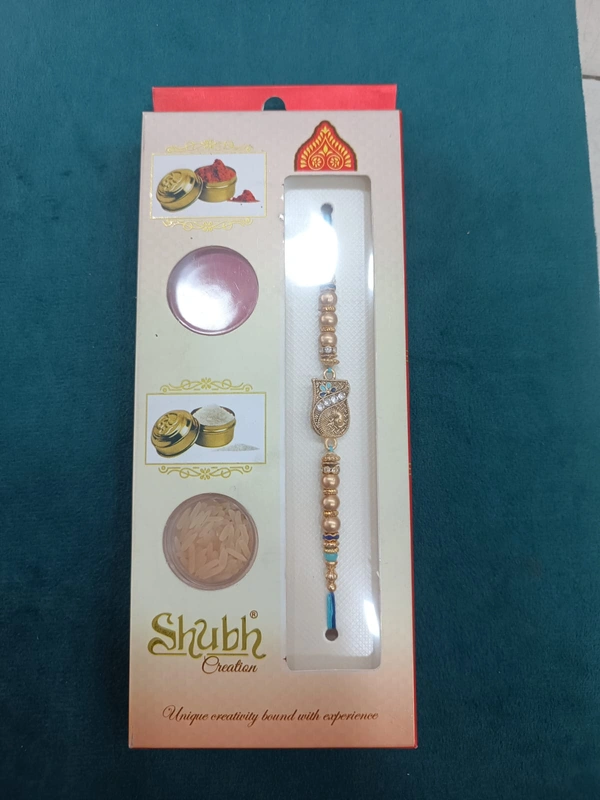 Shubh®
Creation
Unique creativity bound with experience